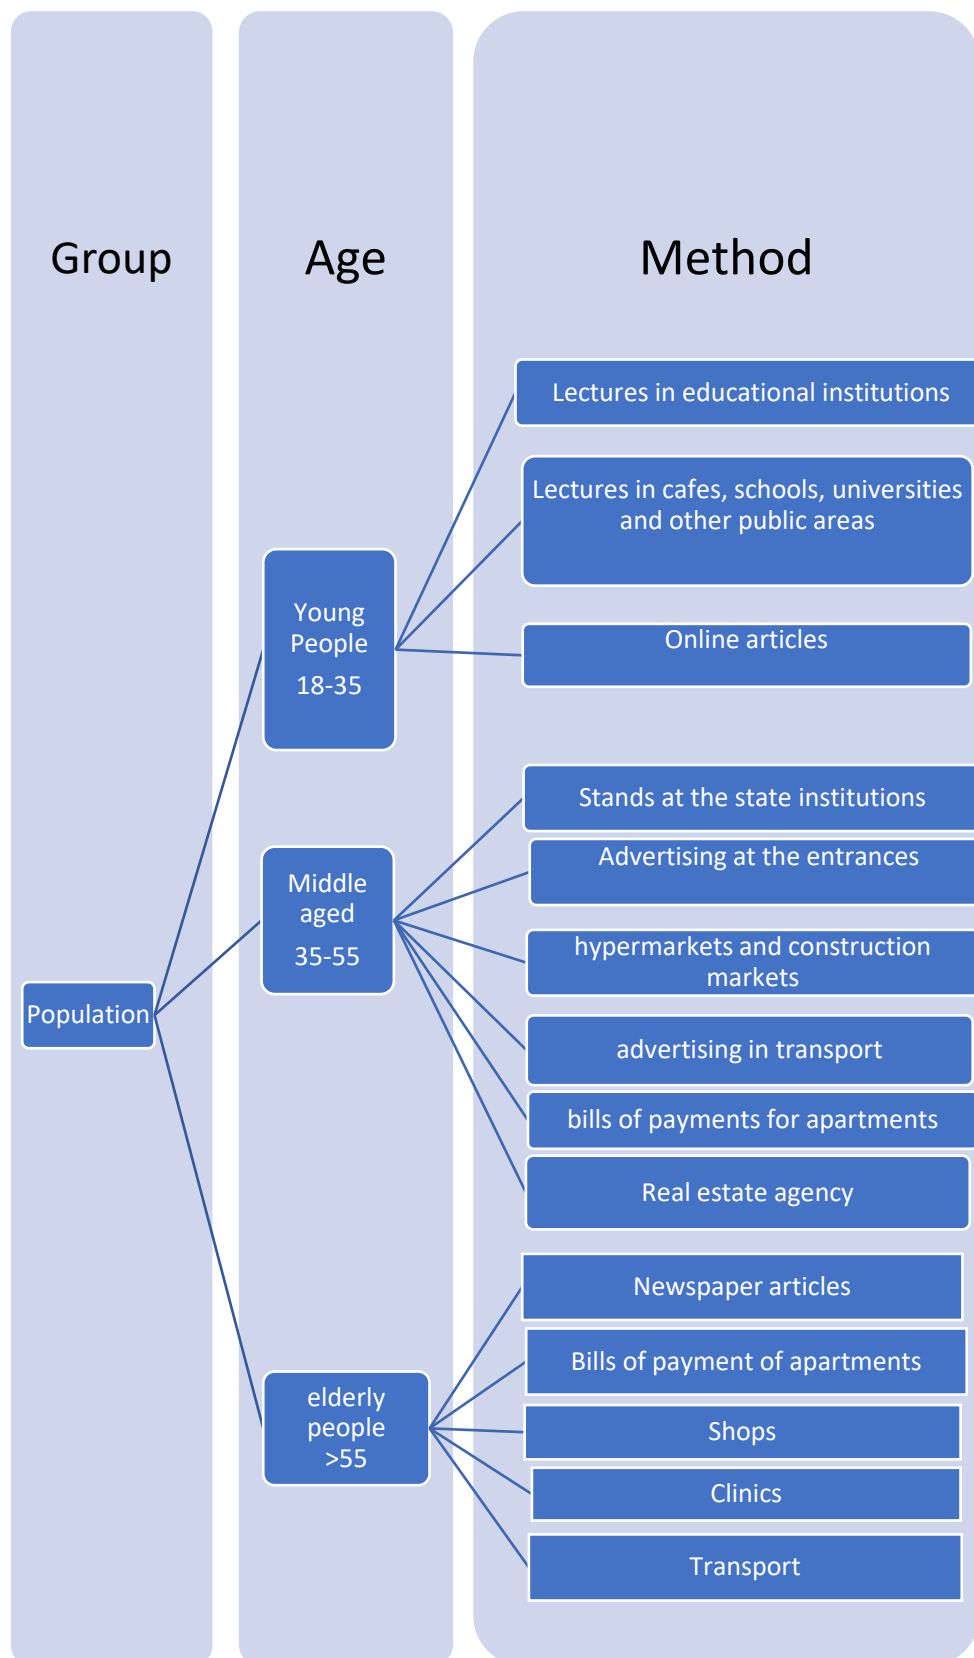 Group
Age
Method
Population
Young
People
18-35
Middle
aged
35-55
elderly
people
>55
Lectures in educational institutions
Lectures in cafes, schools, universities
and other public areas
Online articles
Stands at the state institutions
Advertising at the entrances
hypermarkets and construction
markets
advertising in transport
bills of payments for apartments
Real estate agency
Newspaper articles
Bills of payment of apartments
Shops
Clinics
Transport